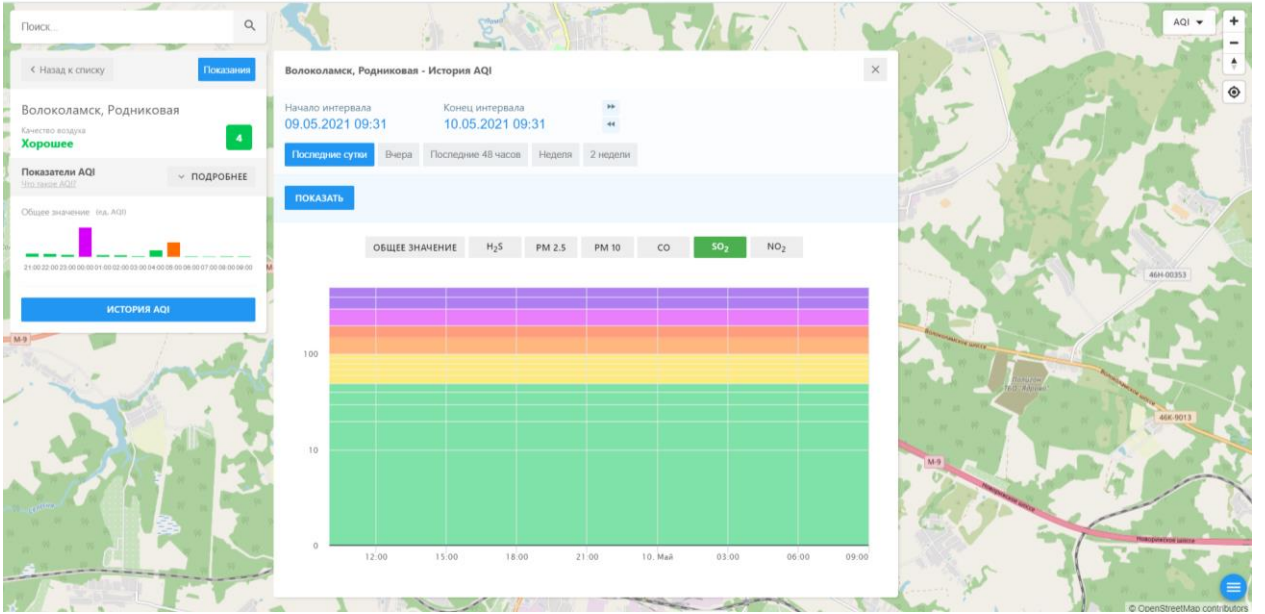 Поиск...
AQI
Назад к списку
Показания
Волоколамск, Родниковая
Качество воздуха
Хорошее
4
Показатели AQI
Что такое AQI?
ПОДРОБНЕЕ
Общее значение (ед. AQI)
21:00 22:00 23:00 00:00 01:00 02:00 03:00 04:00 05:00 06:00 07:00 08:00 09:00
ИСТОРИЯ AQI
Волоколамск, Родниковая - История AQI
Начало интервала
Конец интервала
09.05.2021 09:31
10.05.2021 09:31
Последние сутки
Вчера
Последние 48 часов
Неделя
2 недели
ПОКАЗАТЬ
ОБЩЕЕ ЗНАЧЕНИЕ
H₂S
PM 2.5
PM 10
CO
SO₂
NO₂
100
10
0
12:00
15:00
18:00
21:00
10. Май
03:00
06:00
09:00
M-9
46Н-00353
Волоколамское шоссе
Волоколамское шоссе
46К-9013
M-9
Новорижское шоссе
Новорижское шоссе
© OpenStreetMap contributors